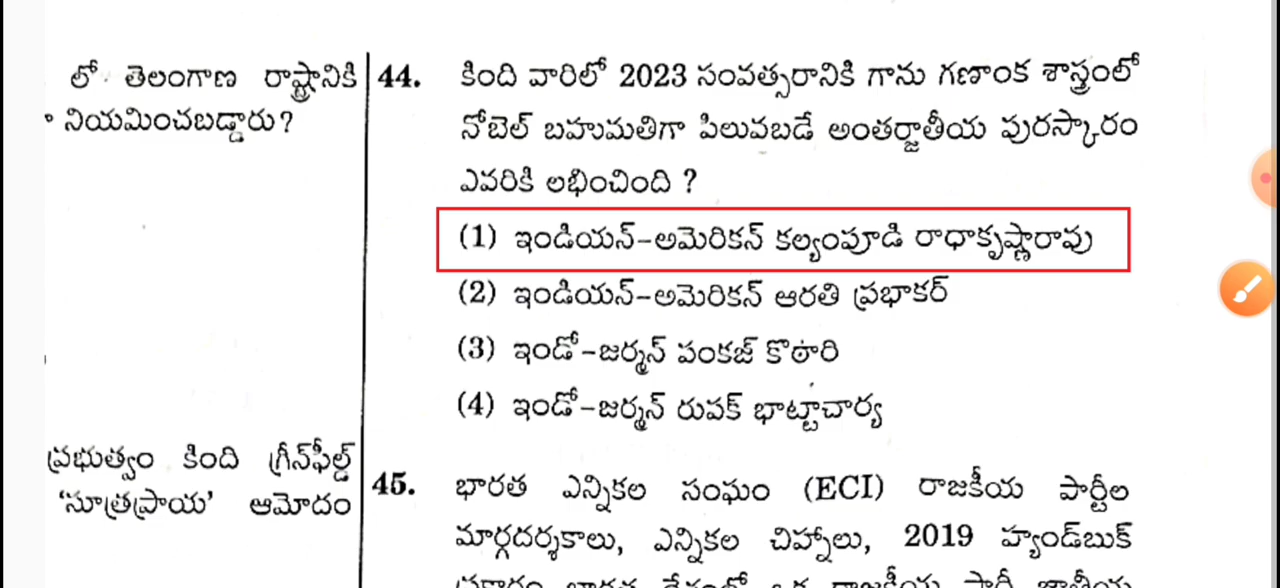 లో తెలంగాణ రాష్ట్రానికి
నియమించబడ్డారు?
ప్రభుత్వం కింది గ్రీన్‌ఫీల్డ్
'సూత్రప్రాయ' ఆమోదం
44. కింది వారిలో 2023 సంవత్సరానికి గాను గణాంక శాస్త్రంలో
నోబెల్ బహుమతిగా పిలువబడే అంతర్జాతీయ పురస్కారం
ఎవరికి లభించింది ?
(1) ఇండియన్-అమెరికన్ కల్యంపూడి రాధాకృష్ణారావు
(2) ఇండియన్-అమెరికన్ ఆరతి ప్రభాకర్
(3) ఇండో-జర్మన్ పంకజ్ కొఠారి
(4) ఇండో-జర్మన్ రుపక్ భాట్టాచార్య
45. భారత ఎన్నికల సంఘం (ECI) రాజకీయ పార్టీల
మార్గదర్శకాలు, ఎన్నికల చిహ్నాలు, 2019 హ్యండ్‌బుక్